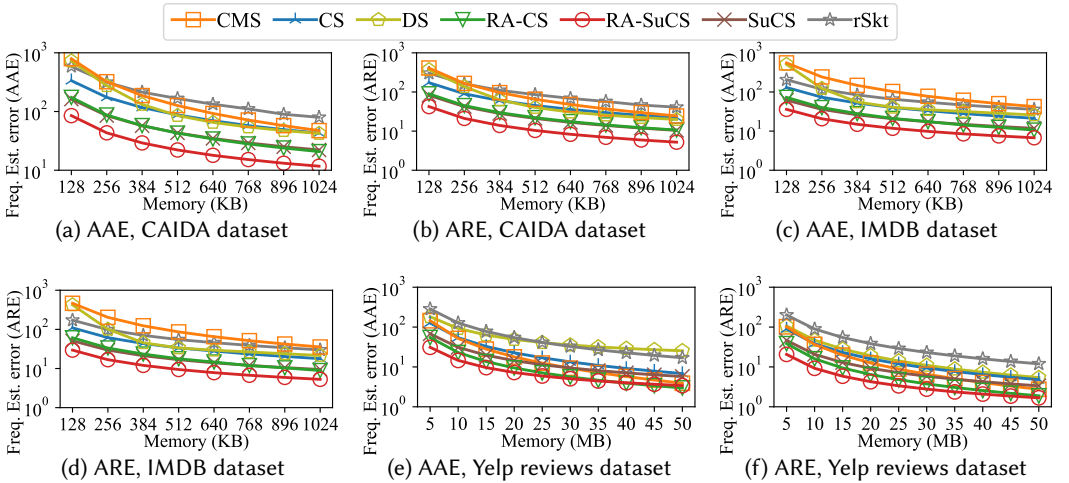 CMS CS DS RA-CS RA-SuCS SuCS rSkt
Freq. Est. error (AAE)
10^3
10^2
10^1
128 256 384 512 640 768 896 1024
Memory (KB)
(a) AAE, CAIDA dataset
Freq. Est. error (ARE)
10^3
10^2
10^1
10^0
128 256 384 512 640 768 896 1024
Memory (KB)
(b) ARE, CAIDA dataset
Freq. Est. error (AAE)
10^3
10^2
10^1
10^0
128 256 384 512 640 768 896 1024
Memory (KB)
(c) AAE, IMDB dataset
Freq. Est. error (ARE)
10^3
10^2
10^1
10^0
128 256 384 512 640 768 896 1024
Memory (KB)
(d) ARE, IMDB dataset
Freq. Est. error (AAE)
10^3
10^2
10^1
10^0
5 10 15 20 25 30 35 40 45 50
Memory (MB)
(e) AAE, Yelp reviews dataset
Freq. Est. error (ARE)
10^3
10^2
10^1
10^0
5 10 15 20 25 30 35 40 45 50
Memory (MB)
(f) ARE, Yelp reviews dataset